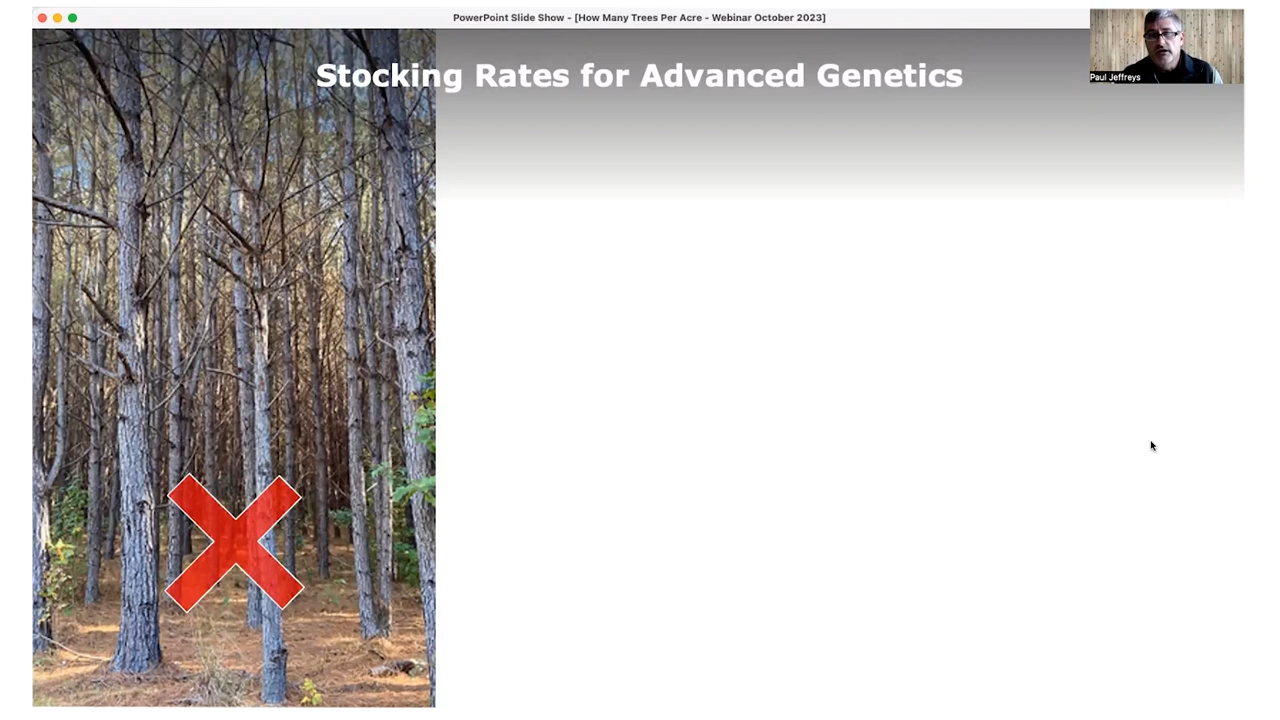 PowerPoint Slide Show - [How Many Trees Per Acre - Webinar October 2023]
Stocking Rates for Advanced Genetics
Paul Jeffreys